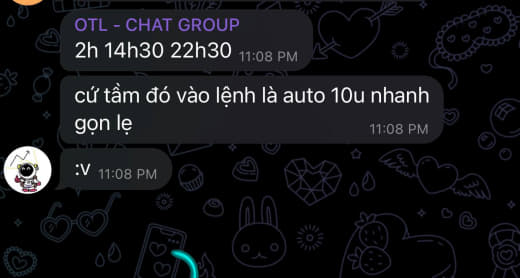 OTL - CHAT GROUP
2h 14h30 22h30 11:08 PM
cứ tầm đó vào lệnh là auto 10u nhanh
gọn lẹ
11:08 PM
:v 11:08 PM